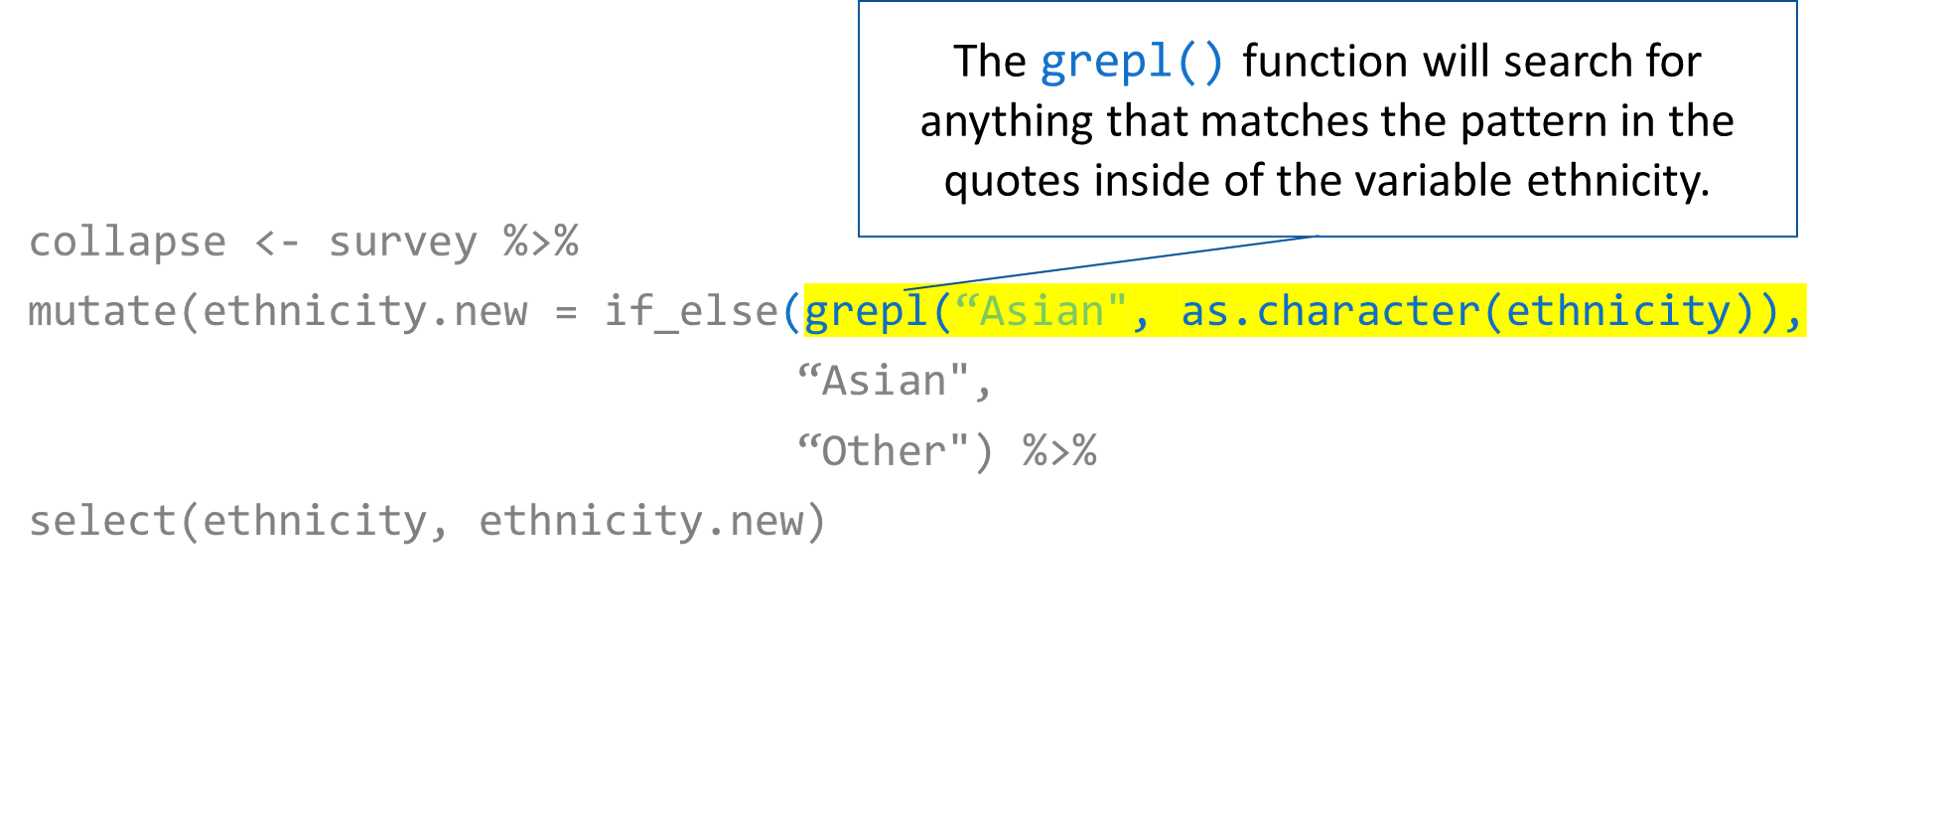 The grepl() function will search for
anything that matches the pattern in the
quotes inside of the variable ethnicity.
collapse <- survey %>%
mutate(ethnicity.new = if_else(grepl(“Asian", as.character(ethnicity)),
“Asian",
“Other") %>%
select(ethnicity, ethnicity.new)